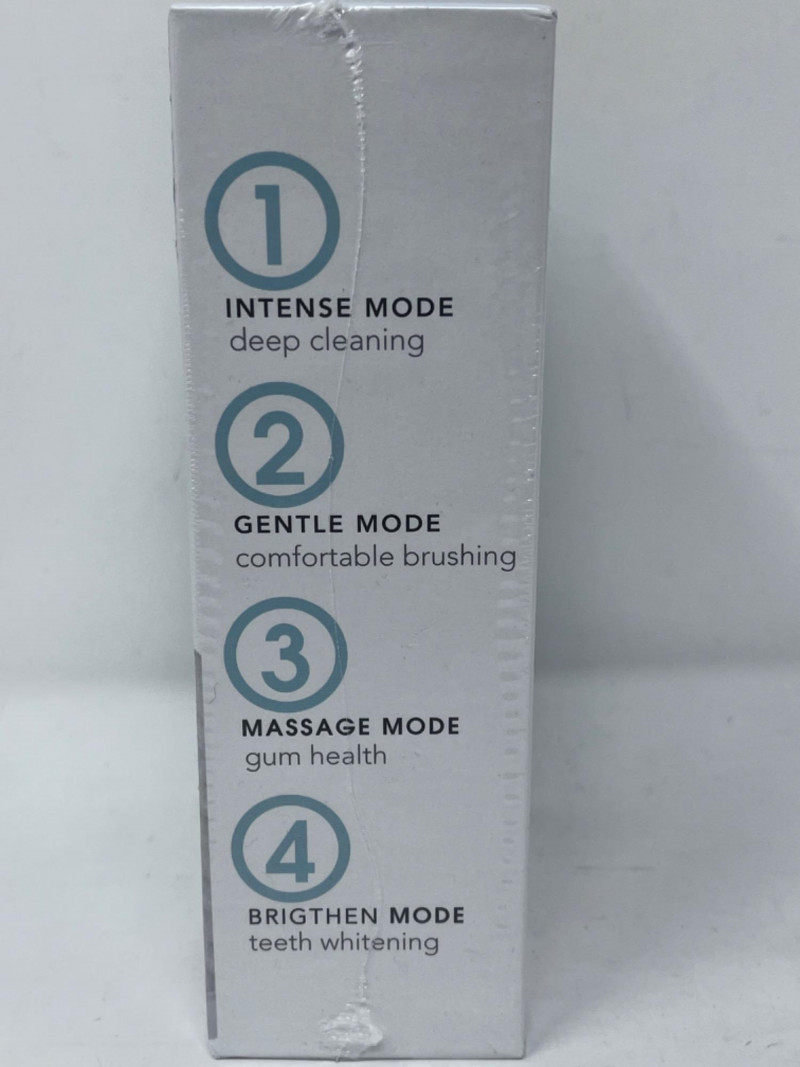 1
INTENSE MODE
deep cleaning
2
GENTLE MODE
comfortable brushing
3
MASSAGE MODE
gum health
4
BRIGTHEN MODE
teeth whitening